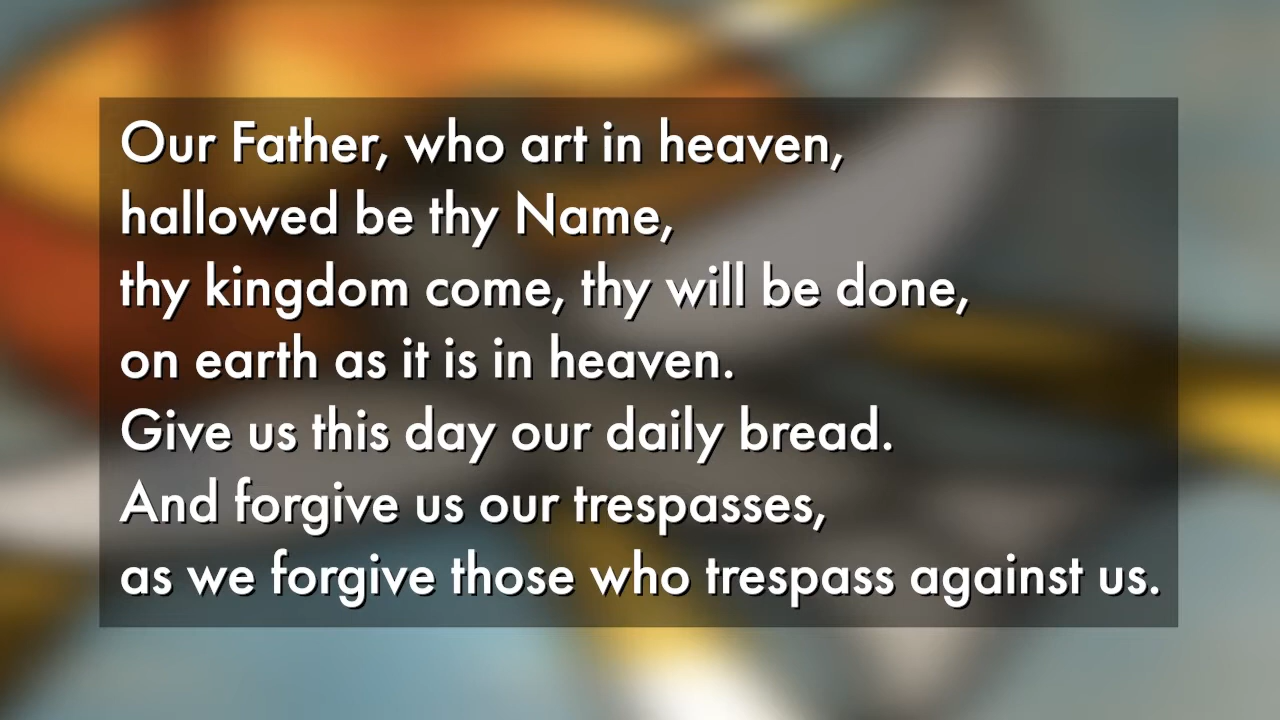 Our Father, who art in heaven,
hallowed be thy Name,
thy kingdom come, thy will be done,
on earth as it is in heaven.
Give us this day our daily bread.
And forgive us our trespasses,
as we forgive those who trespass against us.